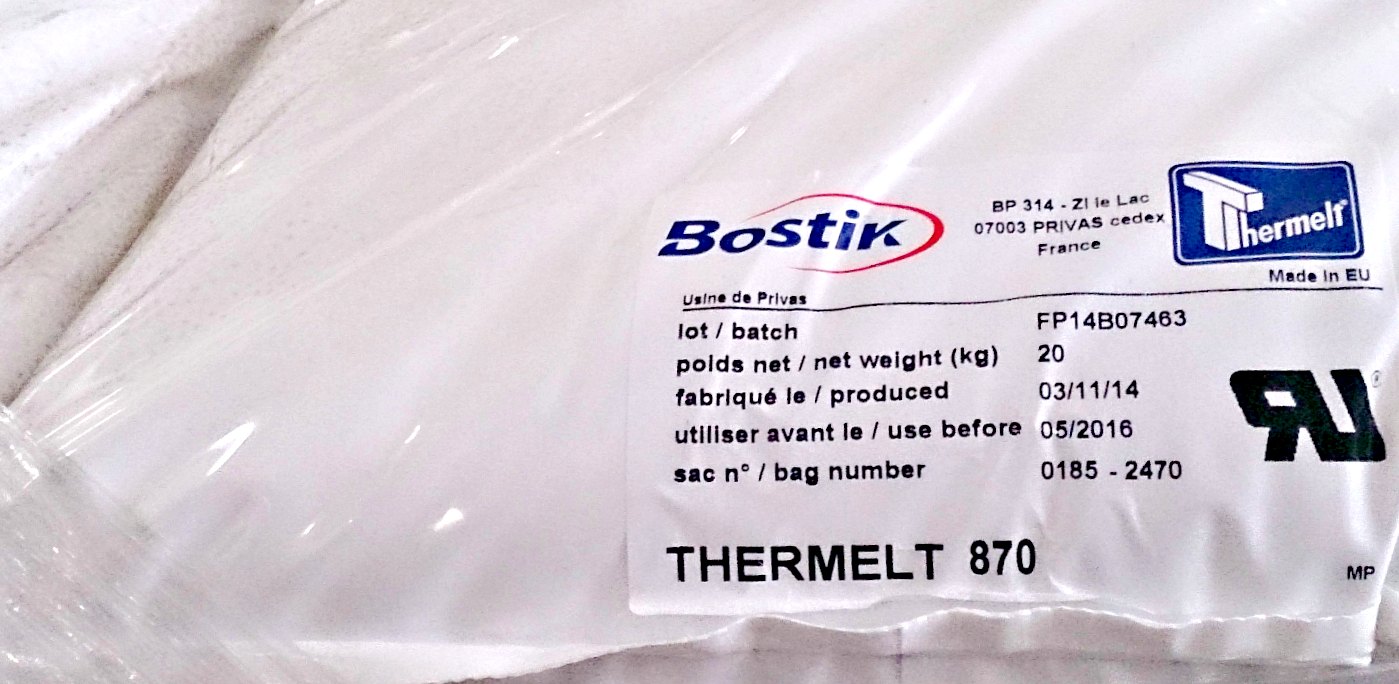 Bostik
BP 314 - ZI le Lac
07003 PRIVAS cedex
France
Thermelt
Made in EU
Usine de Privas
lot / batch FP14B07463
poids net / net weight (kg) 20
fabriqué le / produced 03/11/14
utiliser avant le / use before 05/2016
sac n° / bag number 0185 - 2470
THERMELT 870
MP